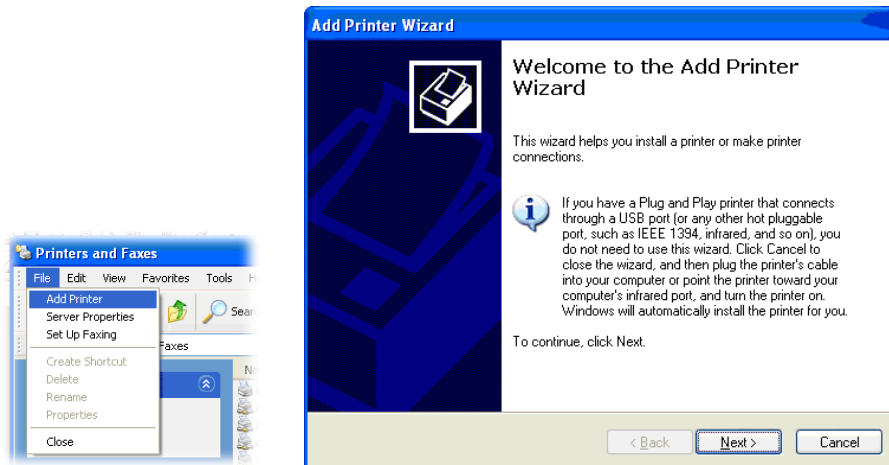 Printers and Faxes
File Edit View Favorites Tools
Add Printer
Server Properties
Set Up Faxing
Create Shortcut
Delete
Rename
Properties
Close
Faxes
Add Printer Wizard
Welcome to the Add Printer
Wizard
This wizard helps you install a printer or make printer
connections.
If you have a Plug and Play printer that connects
through a USB port (or any other hot pluggable
port, such as IEEE 1394, infrared, and so on), you
do not need to use this wizard. Click Cancel to
close the wizard, and then plug the printer's cable
into your computer or point the printer toward your
computer's infrared port, and turn the printer on.
Windows will automatically install the printer for you.
To continue, click Next.
< Back Next > Cancel